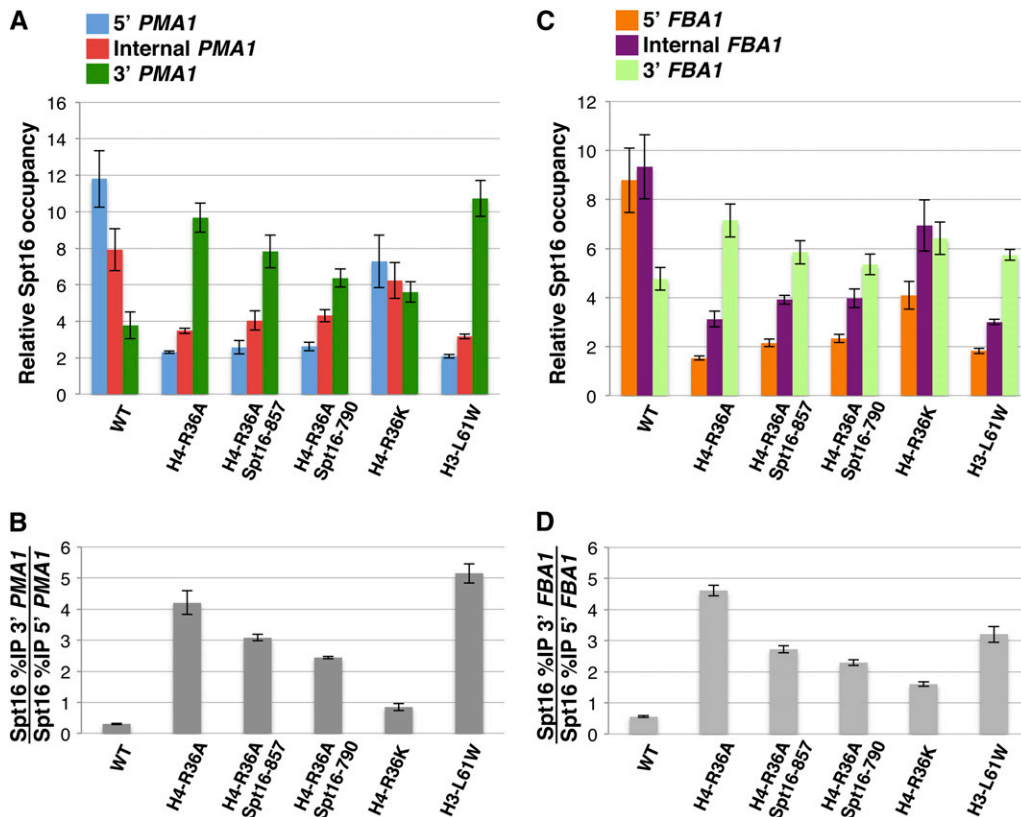 A
5’ PMA1
Internal PMA1
3’ PMA1
Relative Spt16 occupancy
16
14
12
10
8
6
4
2
0
WT
H4-R36A
H4-R36A
Spt16-857
H4-R36A
Spt16-790
H4-R36K
H3-L61W
C
5’ FBA1
Internal FBA1
3’ FBA1
Relative Spt16 occupancy
12
10
8
6
4
2
0
WT
H4-R36A
H4-R36A
Spt16-857
H4-R36A
Spt16-790
H4-R36K
H3-L61W
B
Spt16 %IP 3’ PMA1
Spt16 %IP 5’ PMA1
6
5
4
3
2
1
0
WT
H4-R36A
H4-R36A
Spt16-857
H4-R36A
Spt16-790
H4-R36K
H3-L61W
D
Spt16 %IP 3’ FBA1
Spt16 %IP 5’ FBA1
6
5
4
3
2
1
0
WT
H4-R36A
H4-R36A
Spt16-857
H4-R36A
Spt16-790
H4-R36K
H3-L61W